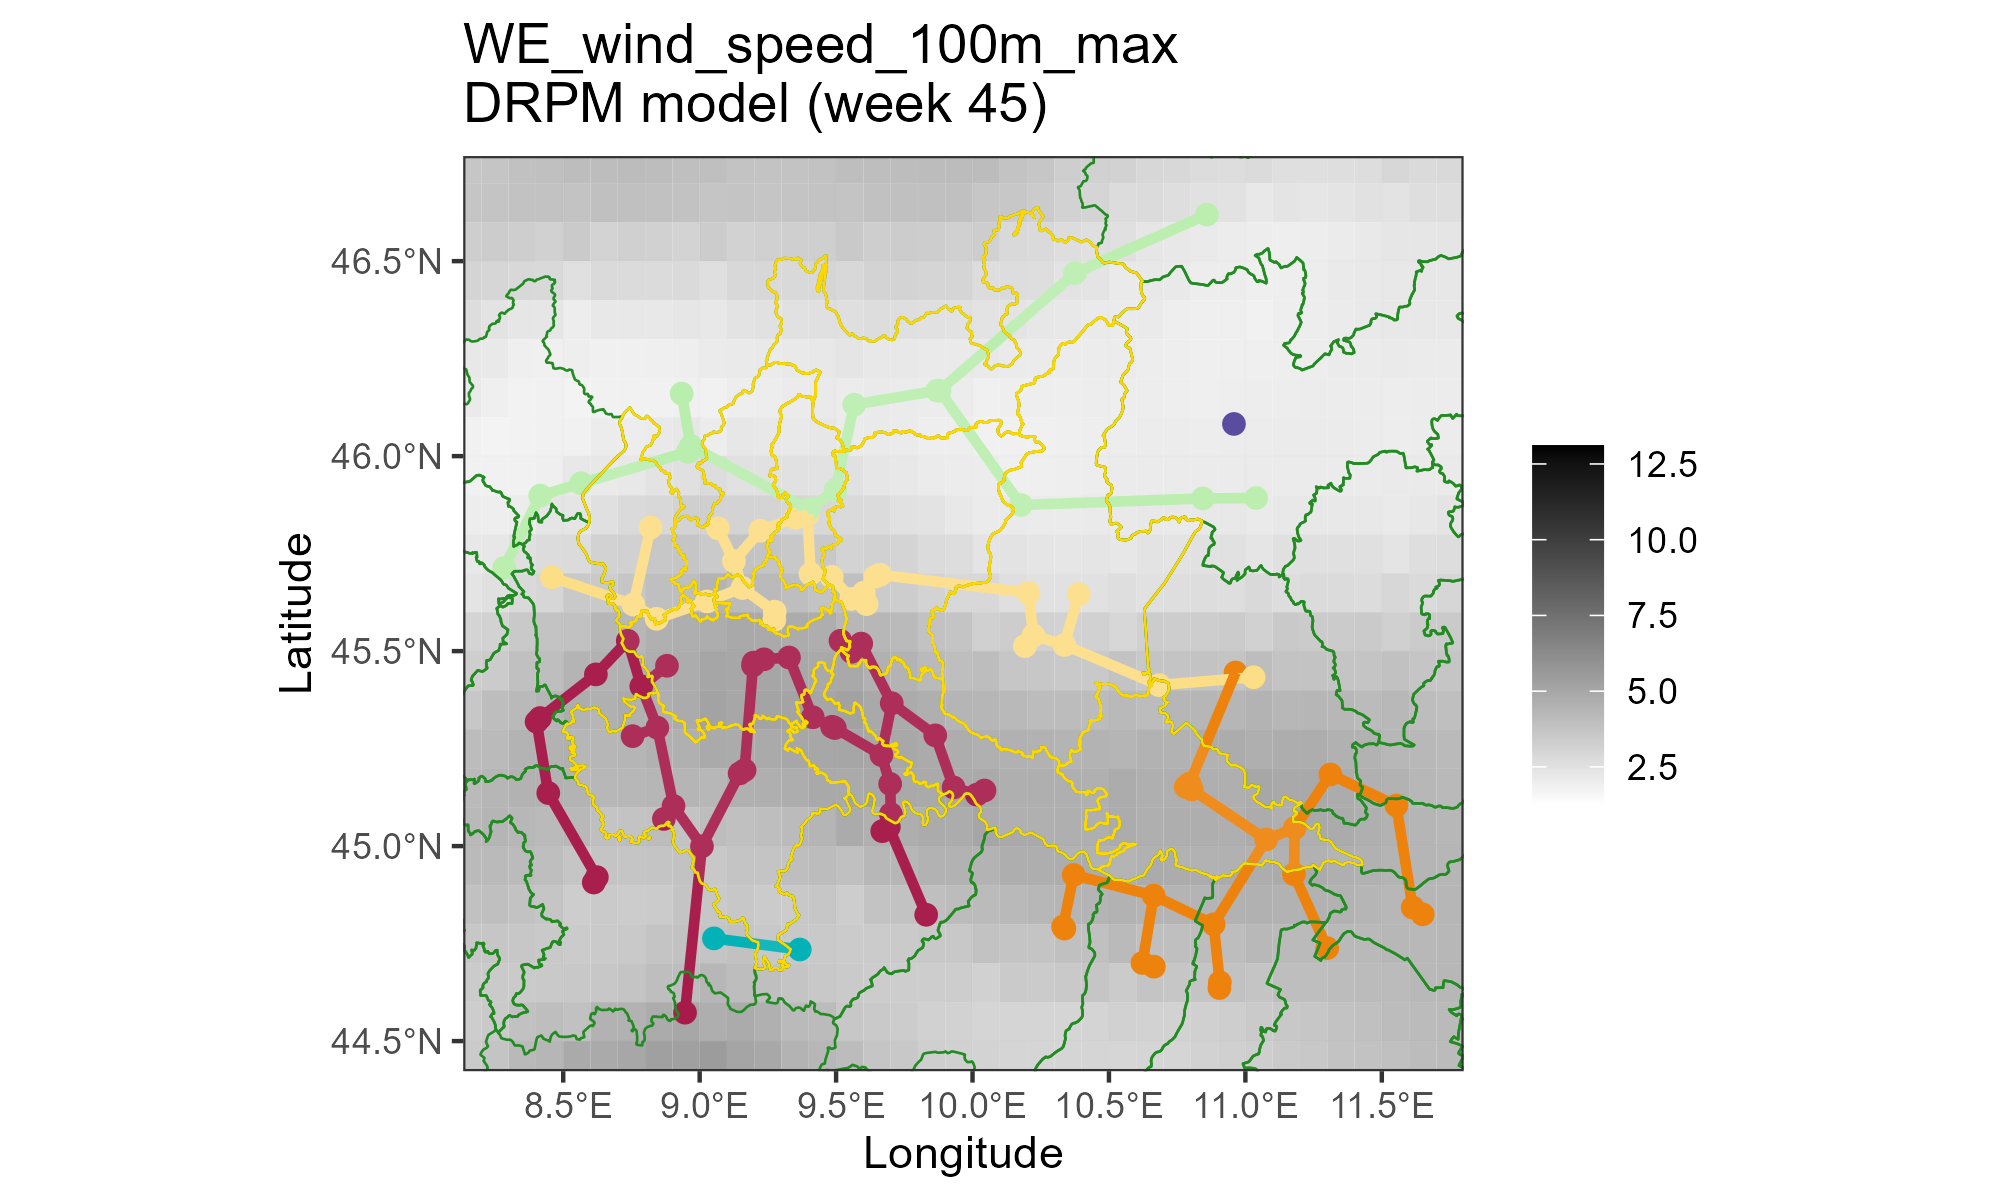 WE_wind_speed_100m_max
DRPM model (week 45)
46.5°N
46.0°N
45.5°N
45.0°N
44.5°N
Latitude
8.5°E 9.0°E 9.5°E 10.0°E 10.5°E 11.0°E 11.5°E
Longitude
12.5
10.0
7.5
5.0
2.5